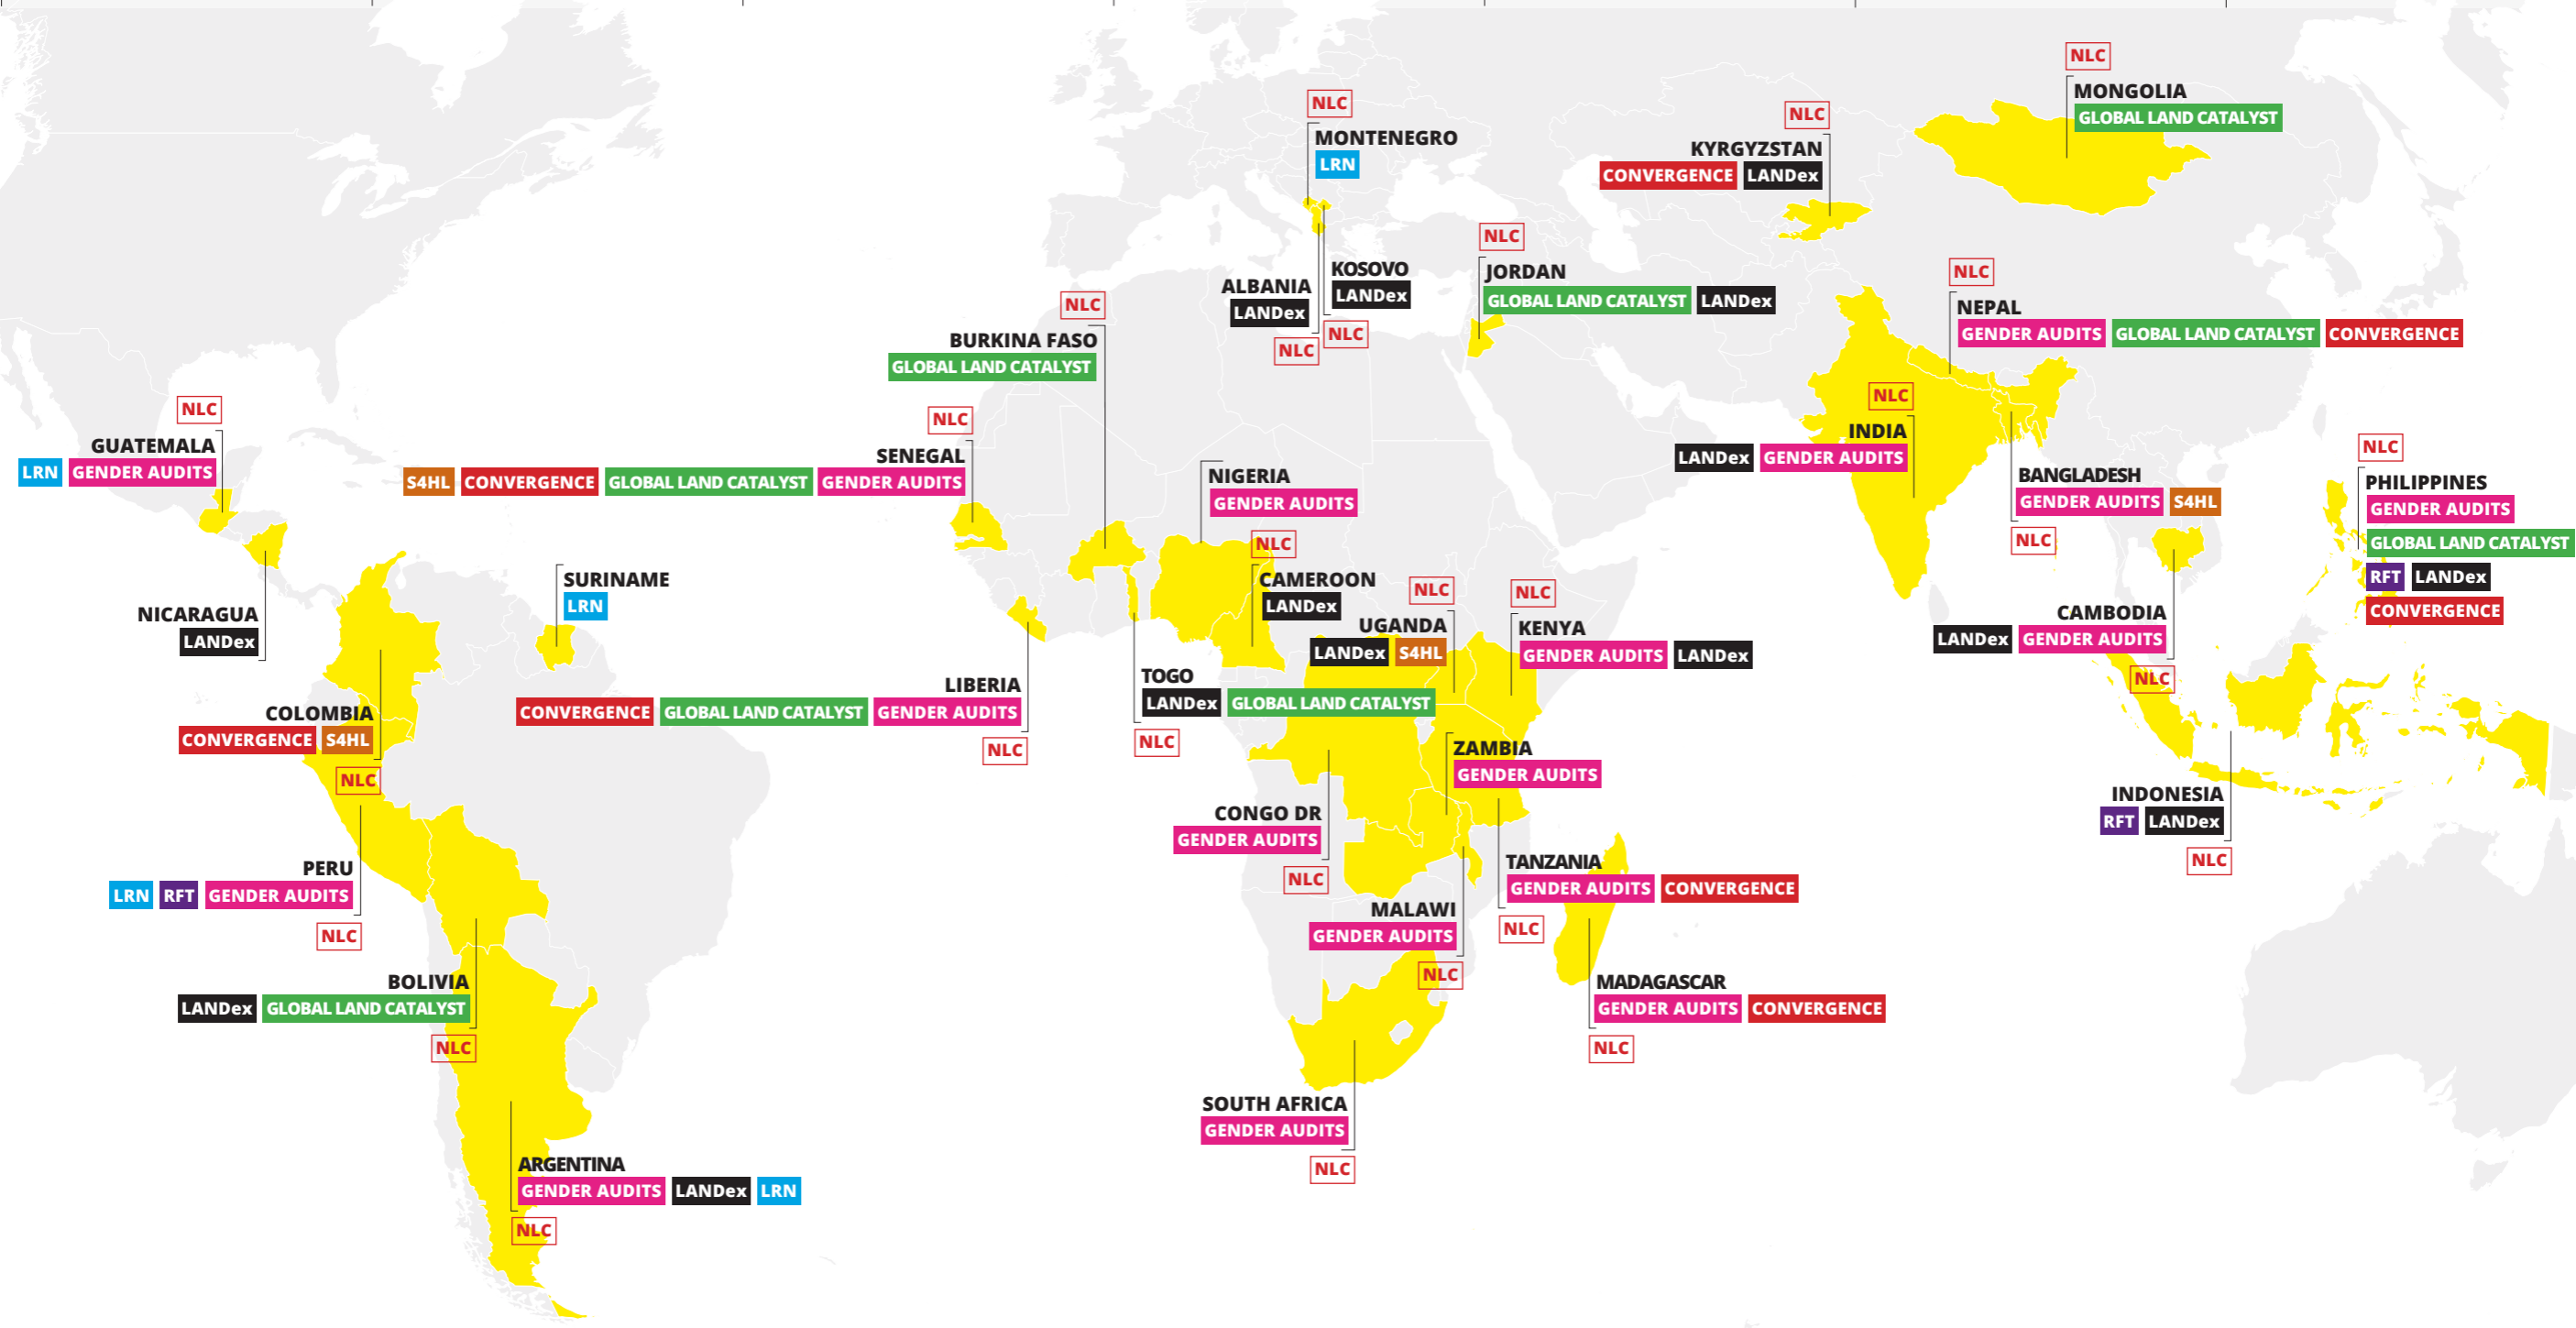 NLC
MONGOLIA
GLOBAL LAND CATALYST
NLC
MONTENEGRO
LRN
NLC
KYRGYZSTAN
CONVERGENCE LANDex
NLC
JORDAN
GLOBAL LAND CATALYST LANDex
KOSOVO
LANDex
NLC
ALBANIA
LANDex
NLC
NLC
NEPAL
GENDER AUDITS GLOBAL LAND CATALYST CONVERGENCE
NLC
BURKINA FASO
GLOBAL LAND CATALYST
NLC
GUATEMALA
LRN GENDER AUDITS
NLC
SENEGAL
S4HL CONVERGENCE GLOBAL LAND CATALYST GENDER AUDITS
NIGERIA
GENDER AUDITS
NLC
INDIA
LANDex GENDER AUDITS
BANGLADESH
GENDER AUDITS S4HL
NLC
NLC
PHILIPPINES
GENDER AUDITS
GLOBAL LAND CATALYST
RFT LANDex
CONVERGENCE
NICARAGUA
LANDex
SURINAME
LRN
NLC
CAMEROON
LANDex
NLC
UGANDA
LANDex S4HL
NLC
KENYA
GENDER AUDITS LANDex
CAMBODIA
LANDex GENDER AUDITS
NLC
COLOMBIA
CONVERGENCE S4HL
NLC
LIBERIA
CONVERGENCE GLOBAL LAND CATALYST GENDER AUDITS
NLC
TOGO
LANDex GLOBAL LAND CATALYST
NLC
ZAMBIA
GENDER AUDITS
CONGO DR
GENDER AUDITS
NLC
INDONESIA
RFT LANDex
NLC
PERU
LRN RFT GENDER AUDITS
NLC
TANZANIA
GENDER AUDITS CONVERGENCE
NLC
MALAWI
GENDER AUDITS
NLC
BOLIVIA
LANDex GLOBAL LAND CATALYST
NLC
MADAGASCAR
GENDER AUDITS CONVERGENCE
NLC
SOUTH AFRICA
GENDER AUDITS
NLC
ARGENTINA
GENDER AUDITS LANDex LRN
NLC